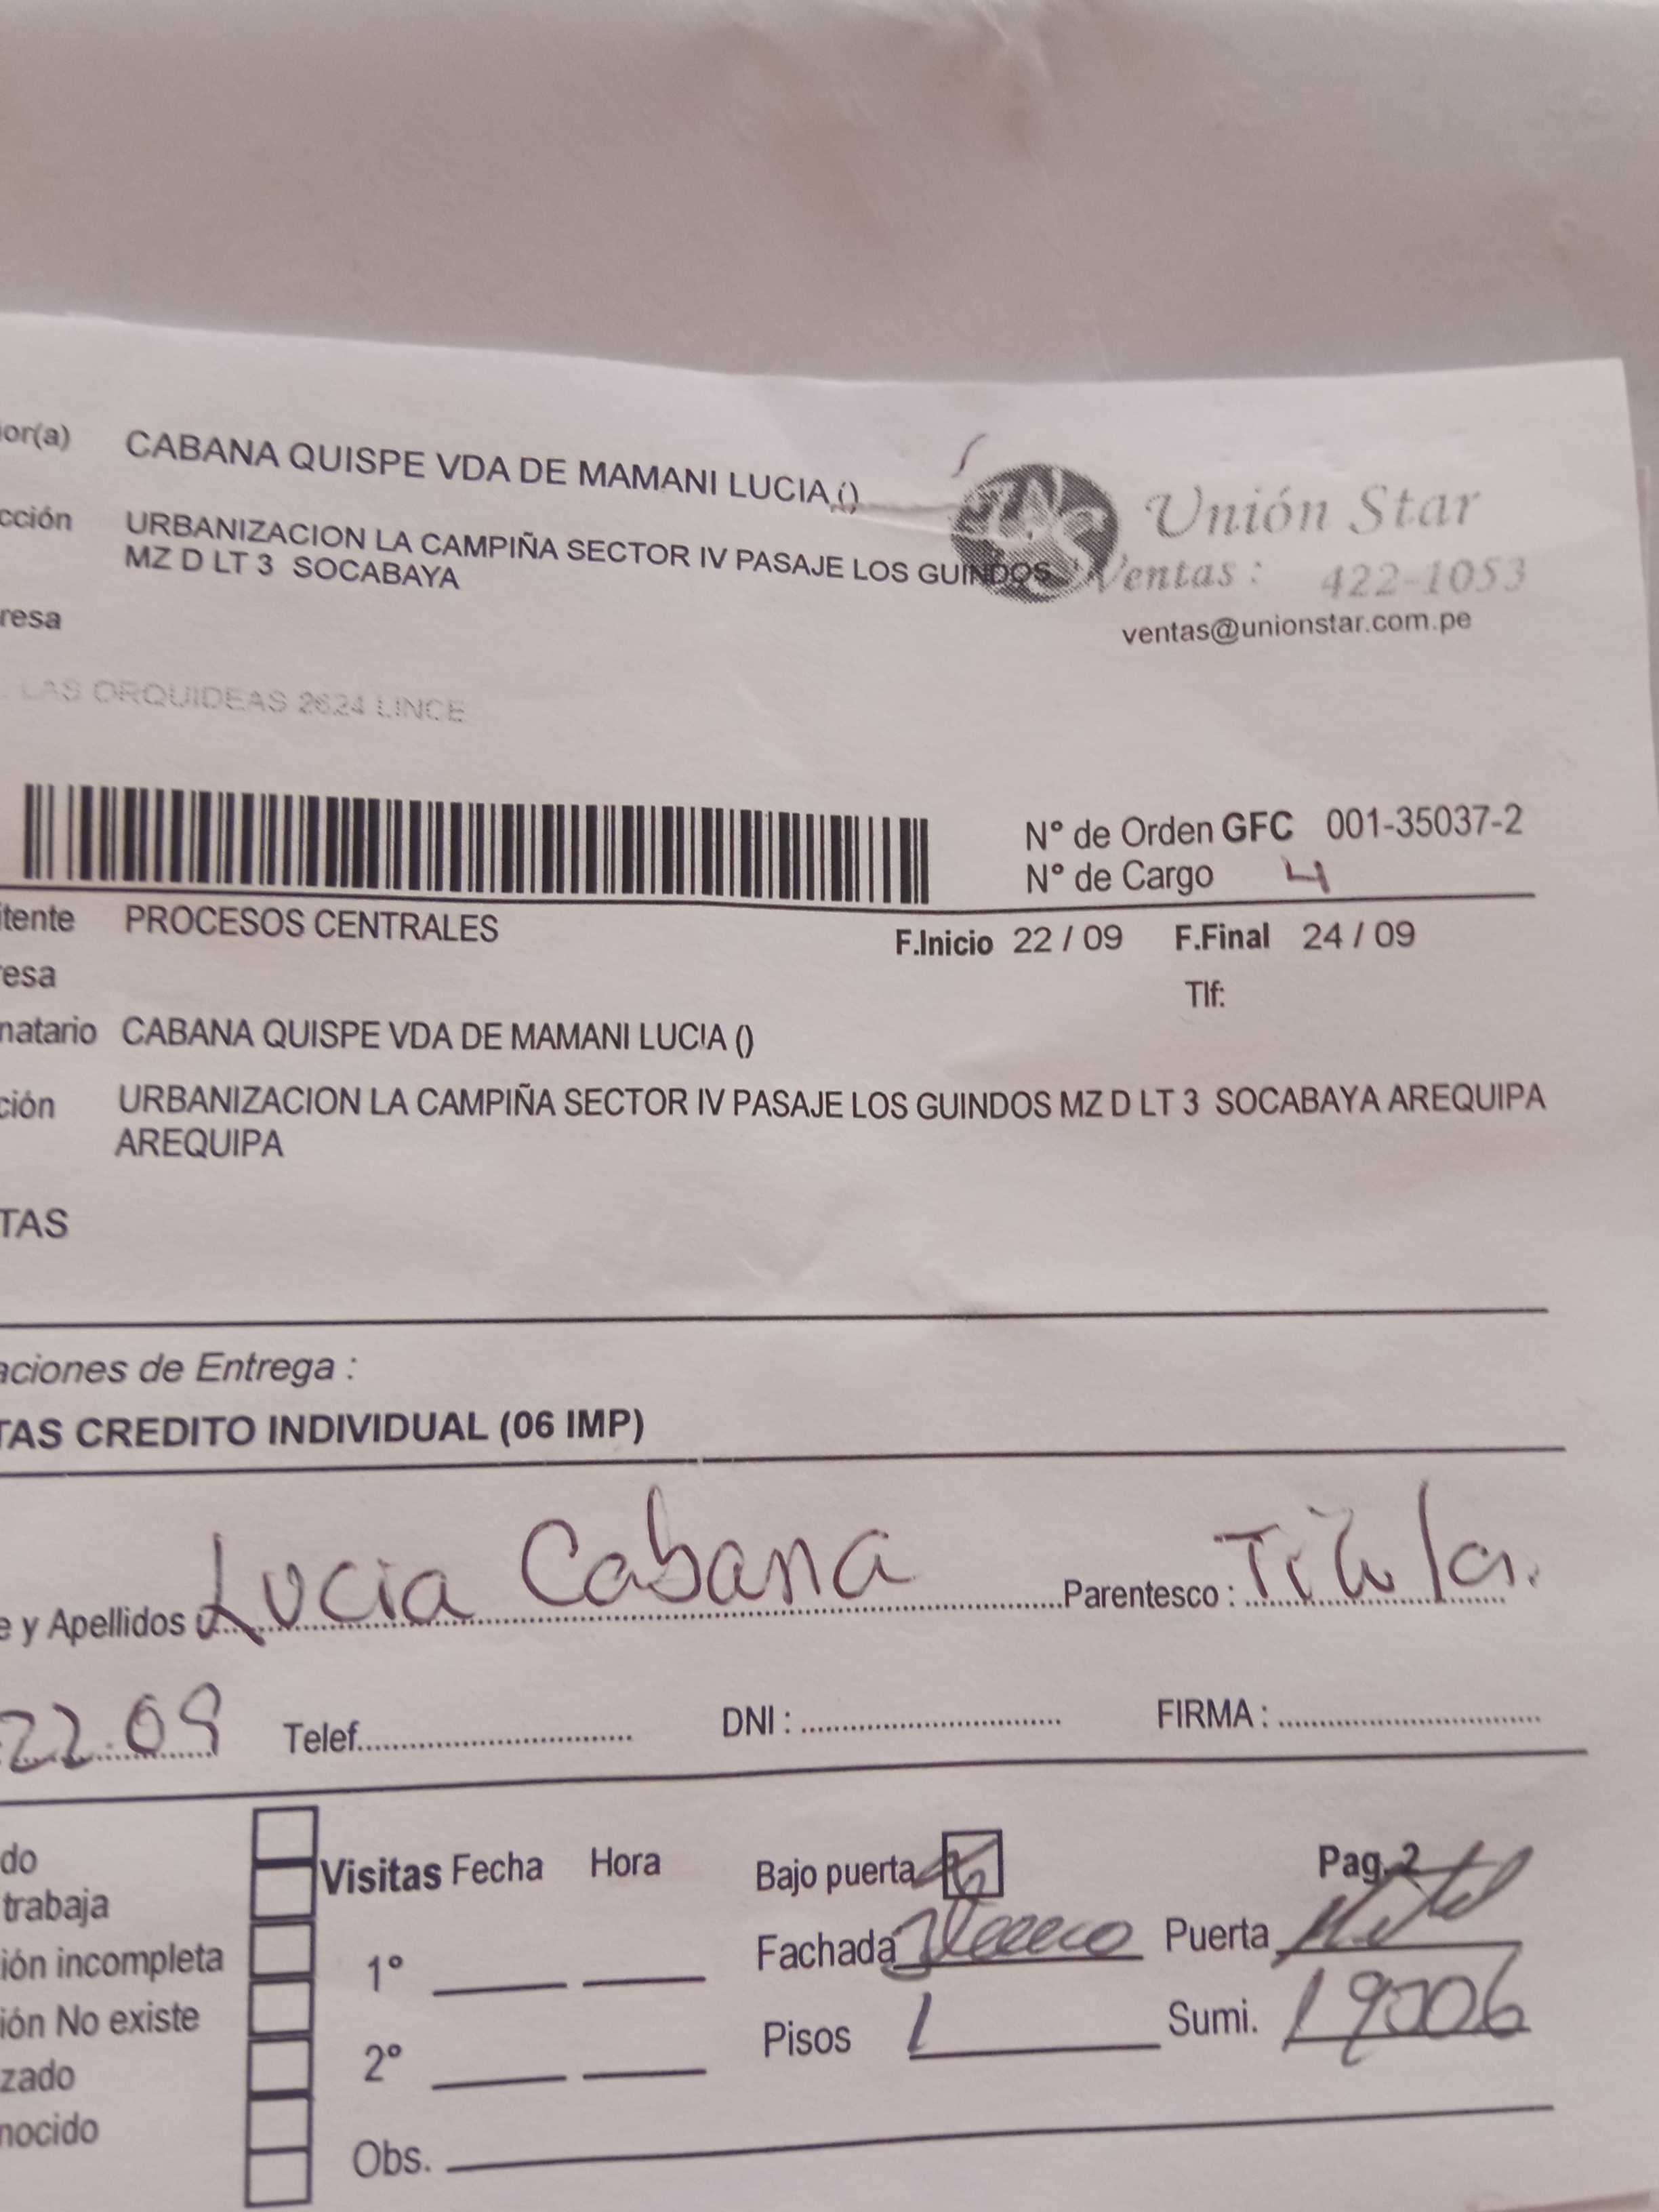 ior(a) CABANA QUISPE VDA DE MAMANI LUCIA ()
cción URBANIZACION LA CAMPIÑA SECTOR IV PASAJE LOS GUINDOS
MZ D LT 3 SOCABAYA
Unión Star
Ventas : 422-1053
ventas@unionstar.com.pe
resa
. LAS ORQUIDEAS 2624 LINCE
N° de Orden GFC 001-35037-2
N° de Cargo 4
itente PROCESOS CENTRALES
F.Inicio 22 / 09 F.Final 24 / 09
esa
Tlf:
natario CABANA QUISPE VDA DE MAMANI LUCIA ()
ción URBANIZACION LA CAMPIÑA SECTOR IV PASAJE LOS GUINDOS MZ D LT 3 SOCABAYA AREQUIPA
AREQUIPA
TAS
aciones de Entrega :
TAS CREDITO INDIVIDUAL (06 IMP)
e y Apellidos Lucia Cabana Parentesco : Titular.
22.09 Telef. DNI : FIRMA :
do Visitas Fecha Hora Bajo puerta Pag. 2
trabaja
ión incompleta 1° Fachada Puerta
ión No existe Pisos 1 Sumi. 19006
zado 2°
nocido
Obs.